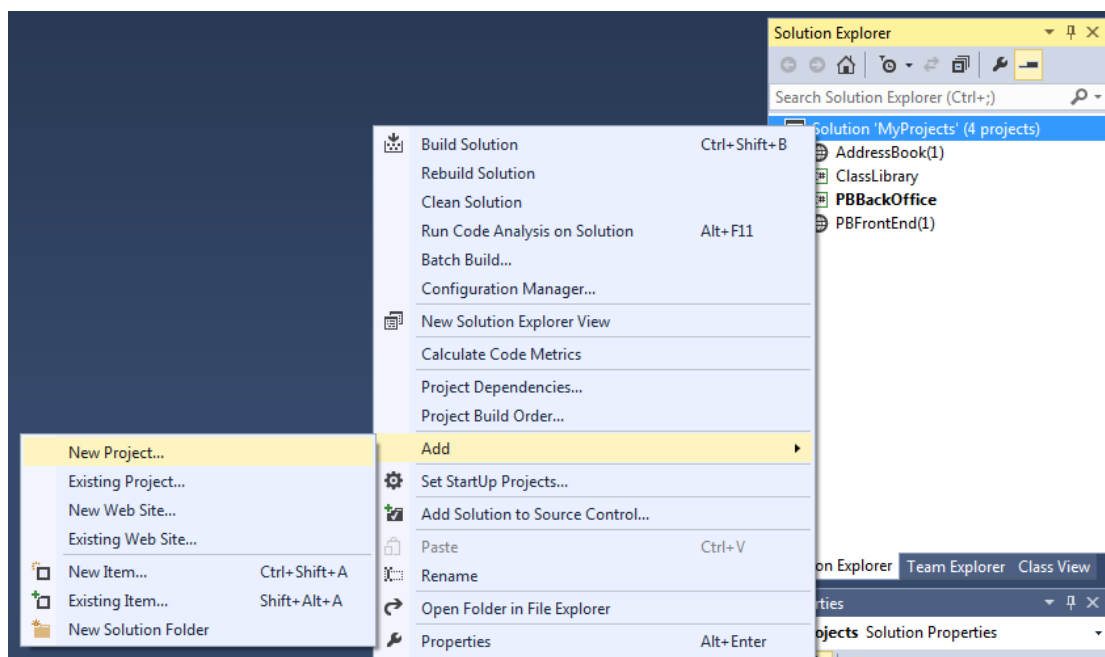 Solution Explorer
Search Solution Explorer (Ctrl+;)
Solution 'MyProjects' (4 projects)
AddressBook(1)
ClassLibrary
PBBackOffice
PBFrontEnd(1)
Build Solution Ctrl+Shift+B
Rebuild Solution
Clean Solution
Run Code Analysis on Solution Alt+F11
Batch Build...
Configuration Manager...
New Solution Explorer View
Calculate Code Metrics
Project Dependencies...
Project Build Order...
Add
Set StartUp Projects...
Add Solution to Source Control...
Paste Ctrl+V
Rename
Open Folder in File Explorer
Properties Alt+Enter
New Project...
Existing Project...
New Web Site...
Existing Web Site...
New Item... Ctrl+Shift+A
Existing Item... Shift+Alt+A
New Solution Folder
on Explorer Team Explorer Class View
rties
ojects Solution Properties